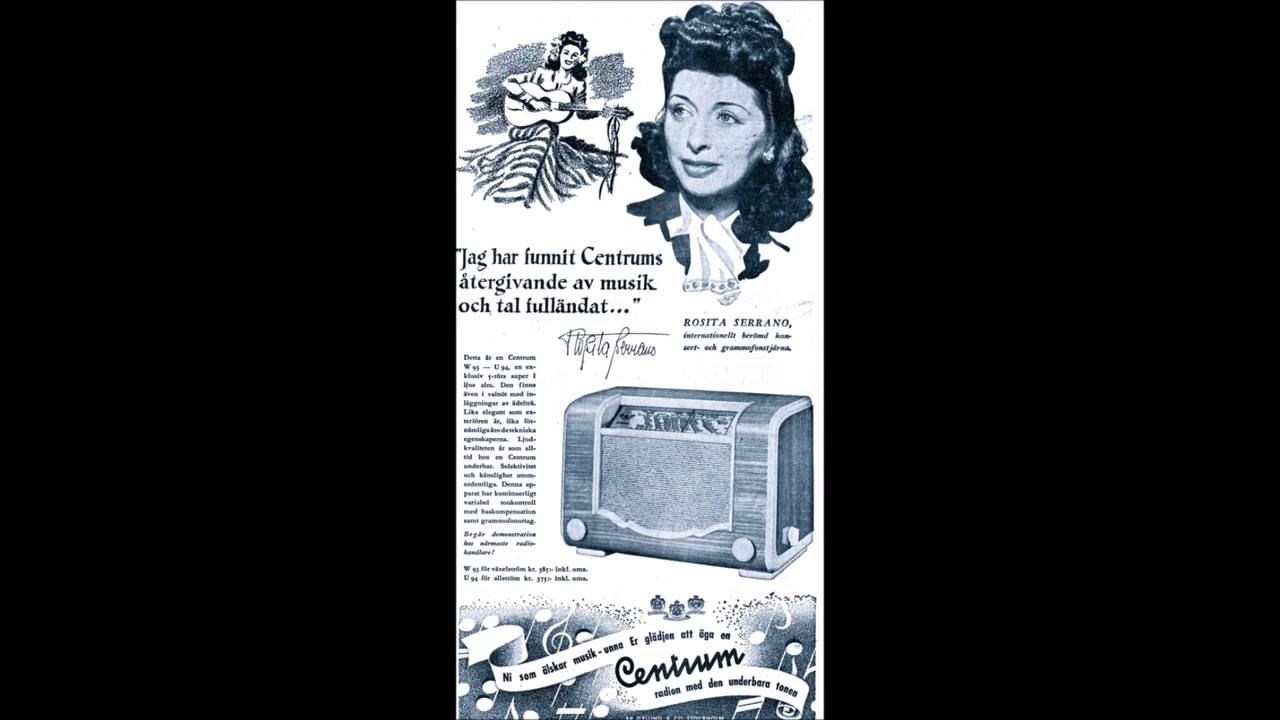 "Jag har funnit Centrums
återgivande av musik
och tal fulländat..."
Rosita Serrano
ROSITA SERRANO,
internationellt berömd kon-
sert- och grammofonstjärna.
Detta är en Centrum
W 93 — U 94, en ex-
klusiv 5-rörs super i
ljus alm. Den finns
även i valnöt med in-
läggningar av ädelträ.
Lika elegant som ex-
teriören är, lika för-
nämliga äro de tekniska
egenskaperna. Ljud-
kvaliteten är som all-
tid hos en Centrum
underbar. Selektivitet
och känslighet utom-
ordentliga. Denna ap-
parat har kontinuerligt
variabel tonkontroll
med baskompensation
samt grammofonuttag.
Begär demonstration
hos närmaste radio-
handlare!
W 93 för växelström kr. 385:- inkl. oms.
U 94 för allström kr. 375:- inkl. oms.
Ni som älskar musik - unna Er glädjen att äga en
Centrum
radion med den underbara tonen